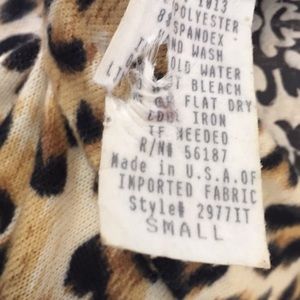 1013
POLYESTER
8% SPANDEX
WASH
COLD WATER
BLEACH
FLAT DRY
IRON
IF NEEDED
R/N# 56187
Made in U.S.A.OF
IMPORTED FABRIC
Style# 2977IT
SMALL